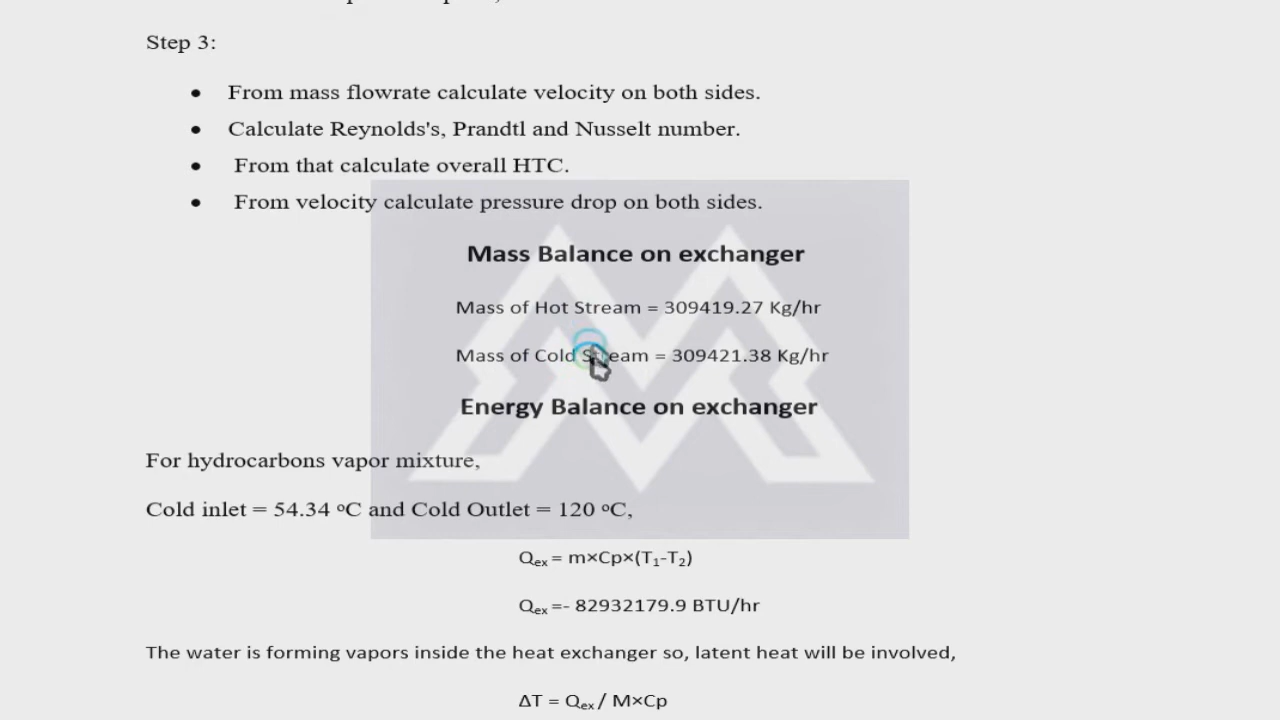 Step 3:
• From mass flowrate calculate velocity on both sides.
• Calculate Reynolds's, Prandtl and Nusselt number.
• From that calculate overall HTC.
• From velocity calculate pressure drop on both sides.
Mass Balance on exchanger
Mass of Hot Stream = 309419.27 Kg/hr
Mass of Cold Stream = 309421.38 Kg/hr
Energy Balance on exchanger
For hydrocarbons vapor mixture,
Cold inlet = 54.34 ᵒC and Cold Outlet = 120 ᵒC,
Qₑₓ = m×Cp×(T₁-T₂)
Qₑₓ =- 82932179.9 BTU/hr
The water is forming vapors inside the heat exchanger so, latent heat will be involved,
ΔT = Qₑₓ / M×Cp